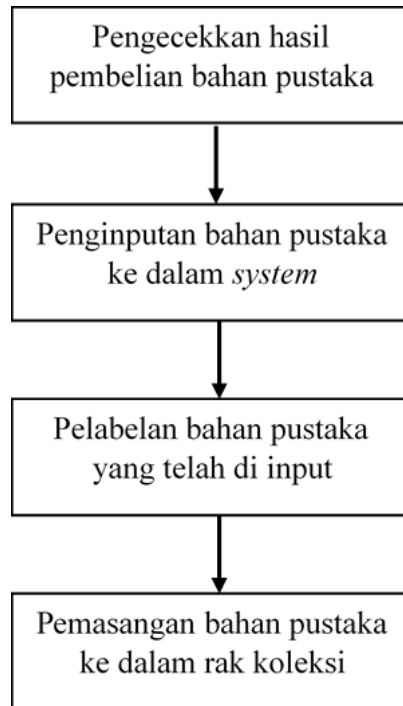 Pengecekkan hasil
pembelian bahan pustaka
Penginputan bahan pustaka
ke dalam system
Pelabelan bahan pustaka
yang telah di input
Pemasangan bahan pustaka
ke dalam rak koleksi